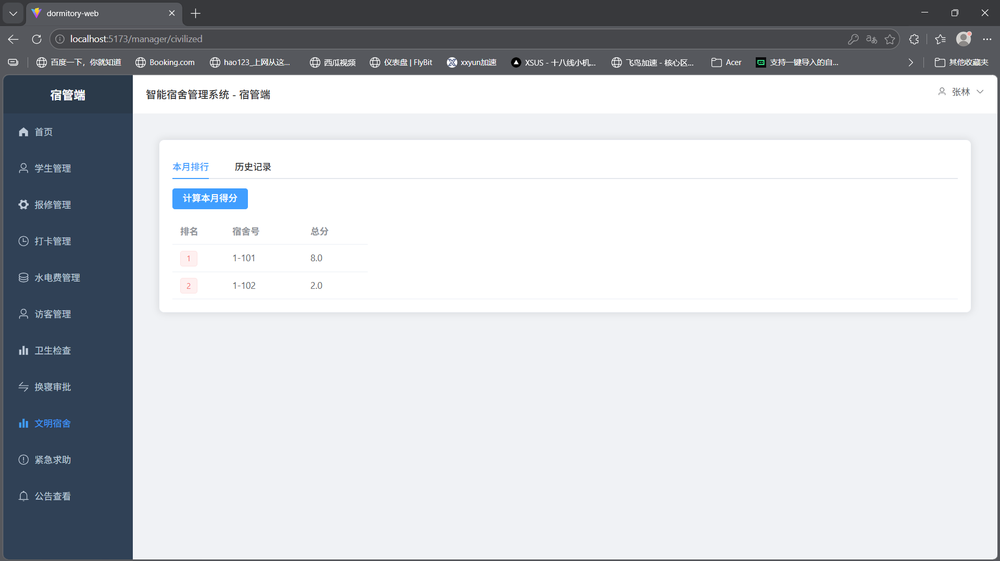 dormitory-web
localhost:5173/manager/civilized
百度一下，你就知道
Booking.com
hao123_上网从这...
西瓜视频
仪表盘 | FlyBit
xxyun加速
XSUS - 十八线小机...
飞鸟加速 - 核心区...
Acer
支持一键导入的自...
其他收藏夹
宿管端
智能宿舍管理系统 - 宿管端
张林
首页
学生管理
报修管理
打卡管理
水电费管理
访客管理
卫生检查
换寝审批
文明宿舍
紧急求助
公告查看
本月排行 历史记录
计算本月得分
排名 宿舍号 总分
1 1-101 8.0
2 1-102 2.0